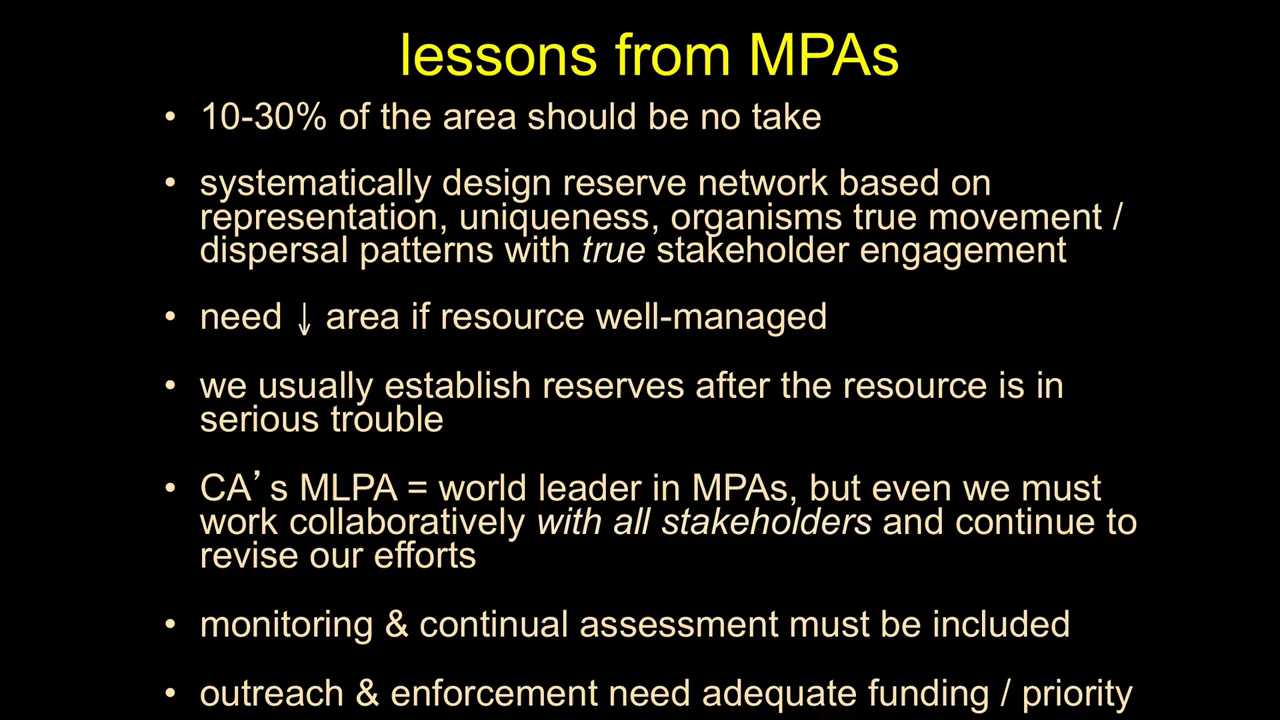 lessons from MPAs
• 10-30% of the area should be no take
• systematically design reserve network based on
representation, uniqueness, organisms true movement /
dispersal patterns with true stakeholder engagement
• need ↓ area if resource well-managed
• we usually establish reserves after the resource is in
serious trouble
• CA’s MLPA = world leader in MPAs, but even we must
work collaboratively with all stakeholders and continue to
revise our efforts
• monitoring & continual assessment must be included
• outreach & enforcement need adequate funding / priority